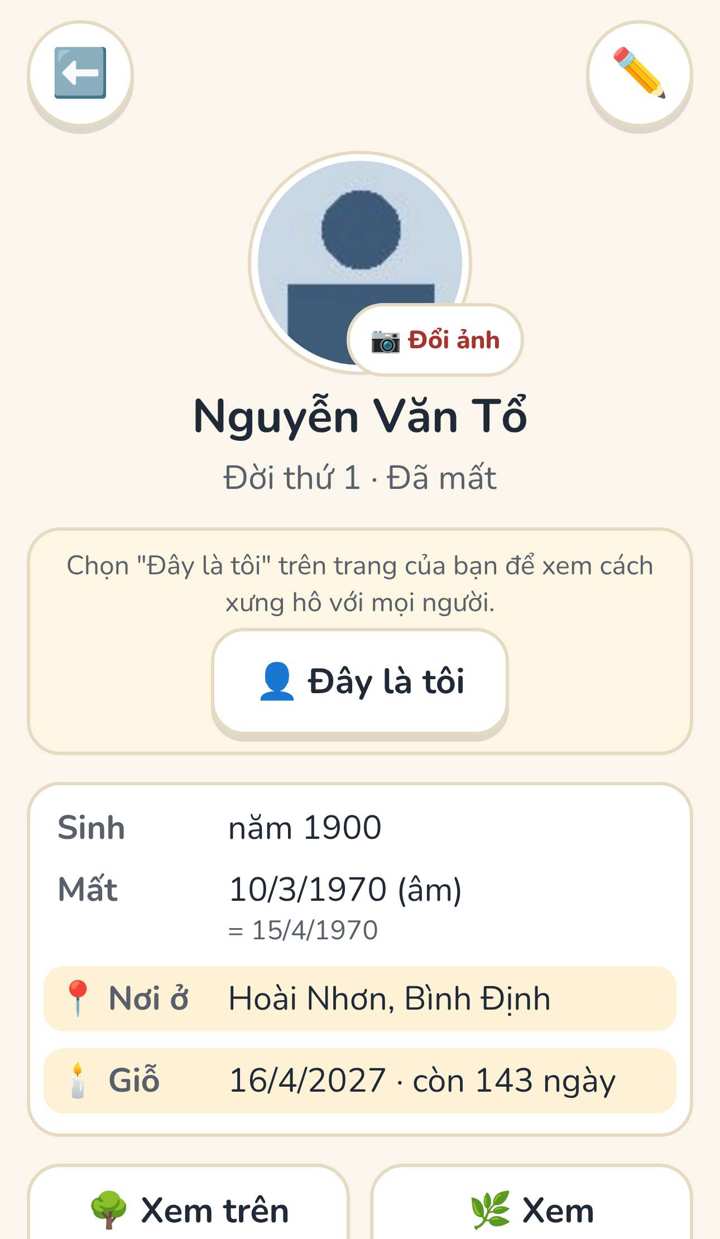 Đổi ảnh
Nguyễn Văn Tổ
Đời thứ 1 · Đã mất
Chọn "Đây là tôi" trên trang của bạn để xem cách
xưng hô với mọi người.
Đây là tôi
Sinh năm 1900
Mất 10/3/1970 (âm)
= 15/4/1970
Nơi ở Hoài Nhơn, Bình Định
Giỗ 16/4/2027 · còn 143 ngày
Xem trên Xem